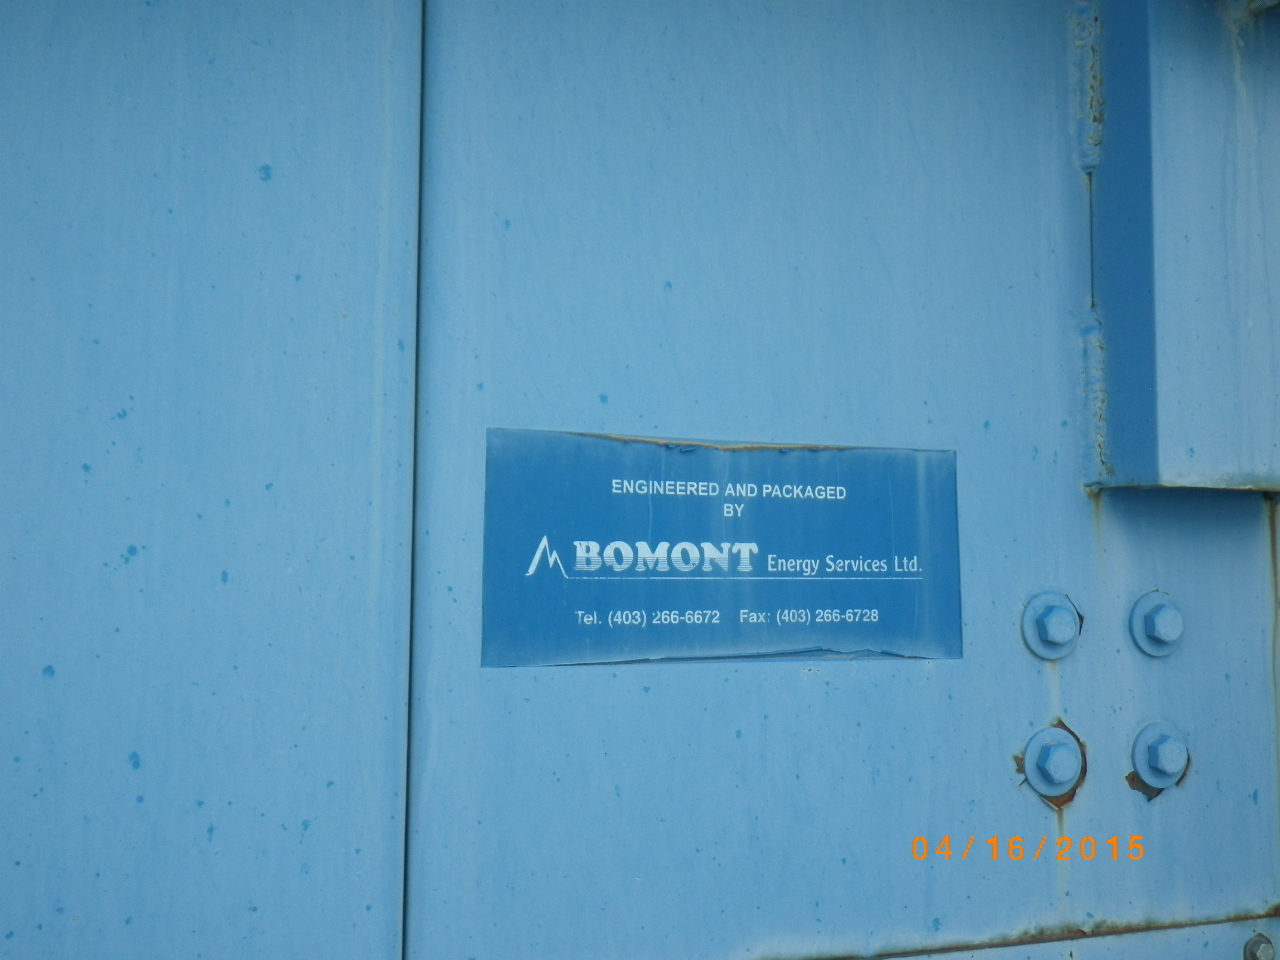 ENGINEERED AND PACKAGED
BY
BOMONT Energy Services Ltd.
Tel. (403) 266-6672 Fax: (403) 266-6728
04/16/2015